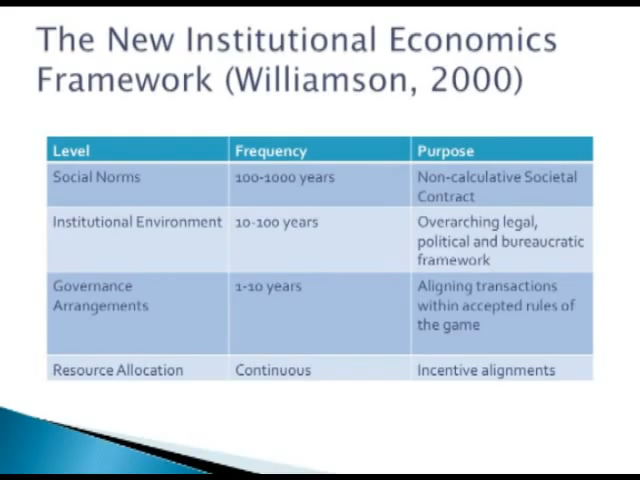 The New Institutional Economics
Framework (Williamson, 2000)
Level Frequency Purpose
Social Norms 100-1000 years Non-calculative Societal
Contract
Institutional Environment 10-100 years Overarching legal,
political and bureaucratic
framework
Governance 1-10 years Aligning transactions
Arrangements within accepted rules of
the game
Resource Allocation Continuous Incentive alignments